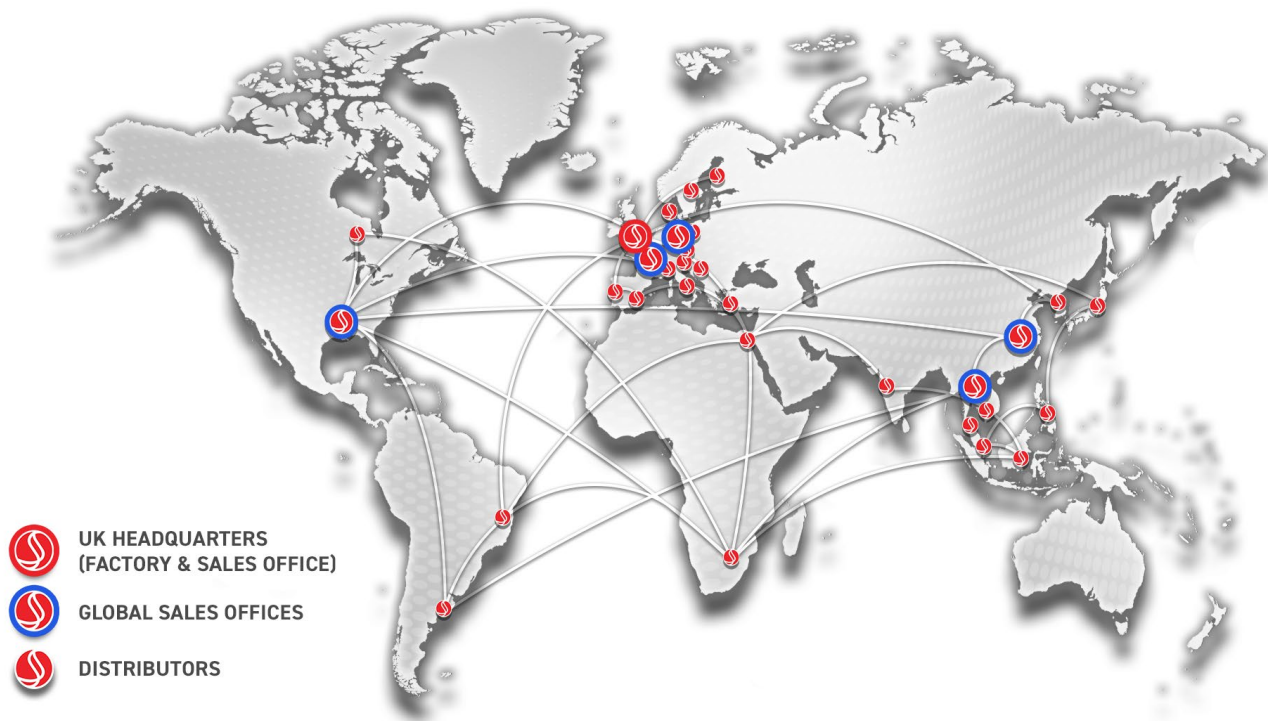 UK HEADQUARTERS
(FACTORY & SALES OFFICE)
GLOBAL SALES OFFICES
DISTRIBUTORS